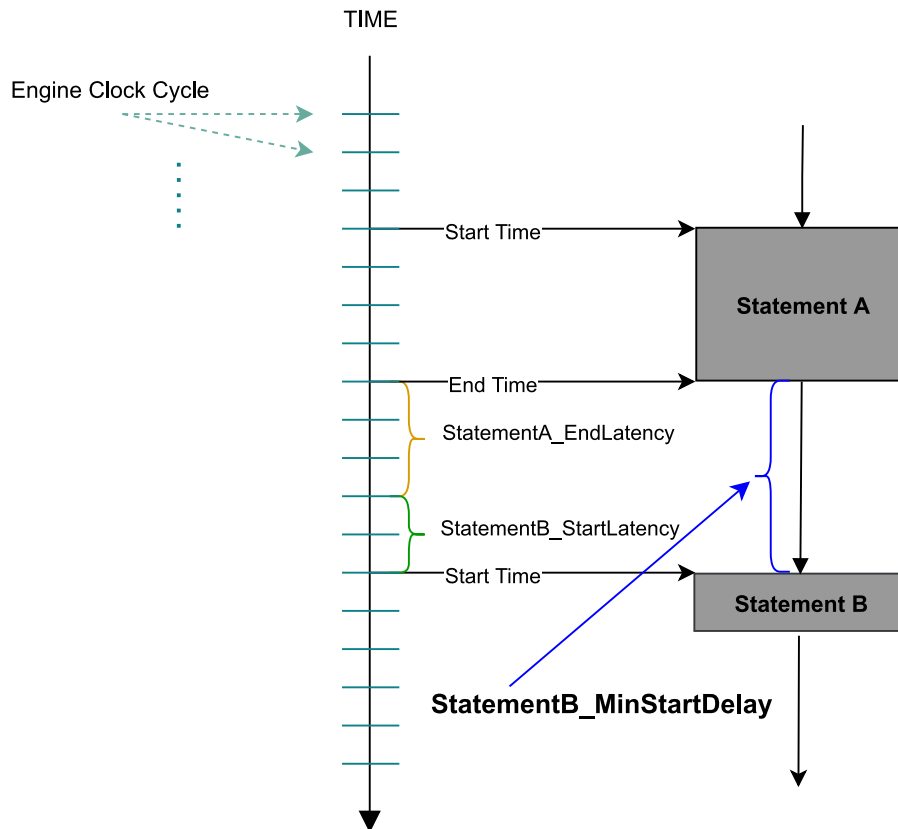 TIME
Engine Clock Cycle
Start Time
Statement A
End Time
StatementA_EndLatency
StatementB_StartLatency
Start Time
Statement B
StatementB_MinStartDelay